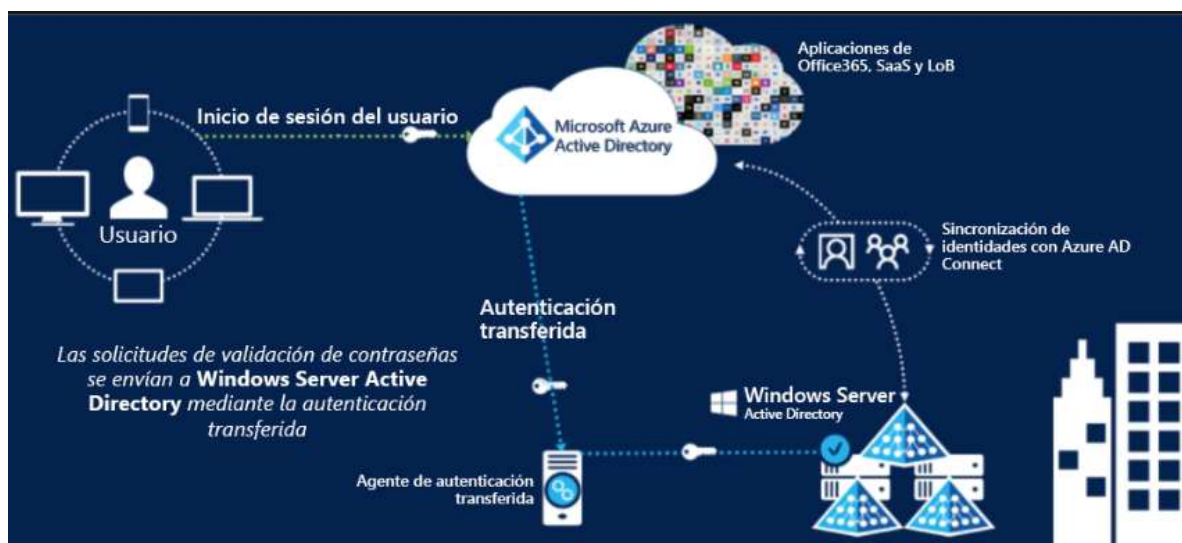 Aplicaciones de
Office365, SaaS y LoB
Inicio de sesión del usuario
Microsoft Azure
Active Directory
Usuario
Sincronización de
identidades con Azure AD
Connect
Autenticación
transferida
Las solicitudes de validación de contraseñas
se envían a Windows Server Active
Directory mediante la autenticación
transferida
Windows Server
Active Directory
Agente de autenticación
transferida